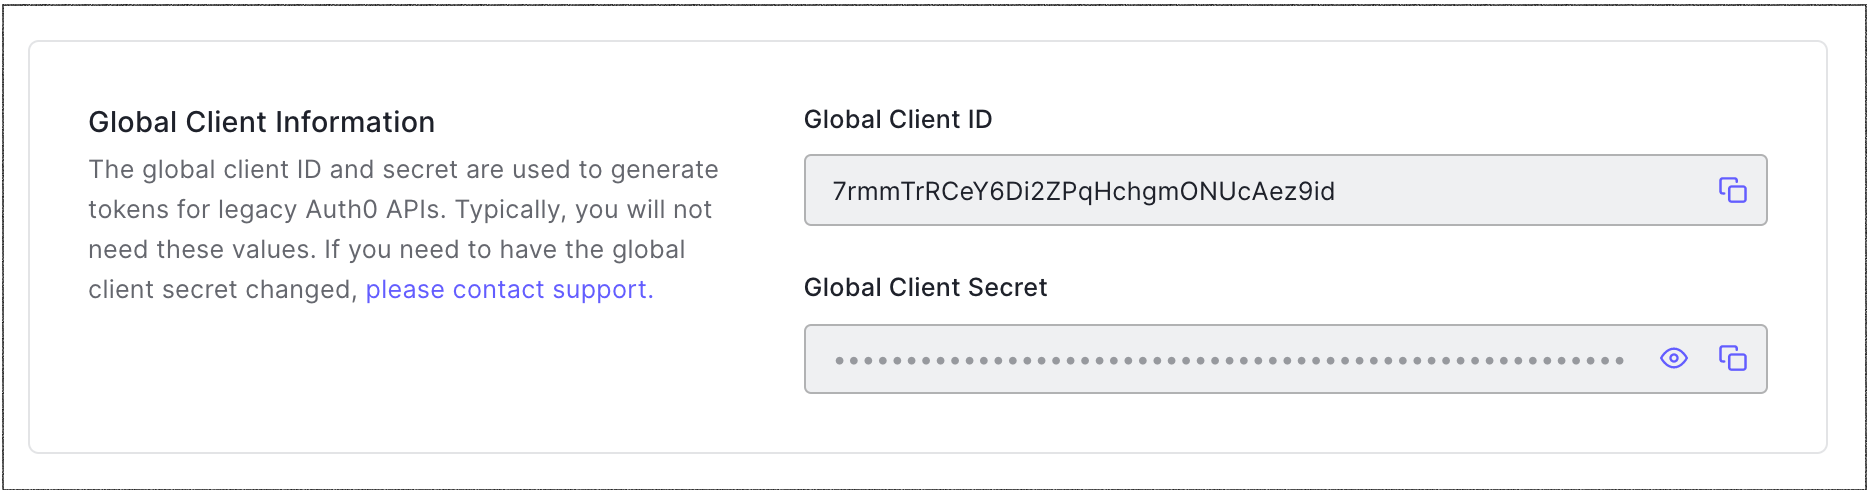 Global Client Information
The global client ID and secret are used to generate
tokens for legacy Auth0 APIs. Typically, you will not
need these values. If you need to have the global
client secret changed, please contact support.
Global Client ID
7rmmTrRCeY6Di2ZPqHchgmONUcAez9id
Global Client Secret